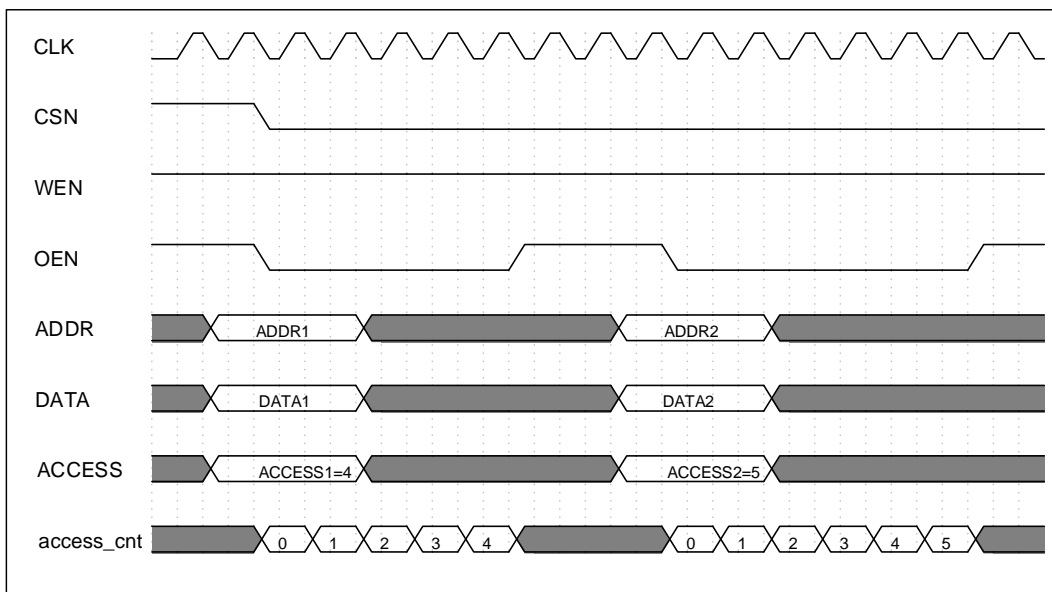 CLK
CSN
WEN
OEN
ADDR ADDR1 ADDR2
DATA DATA1 DATA2
ACCESS ACCESS1=4 ACCESS2=5
access_cnt 0 1 2 3 4 0 1 2 3 4 5